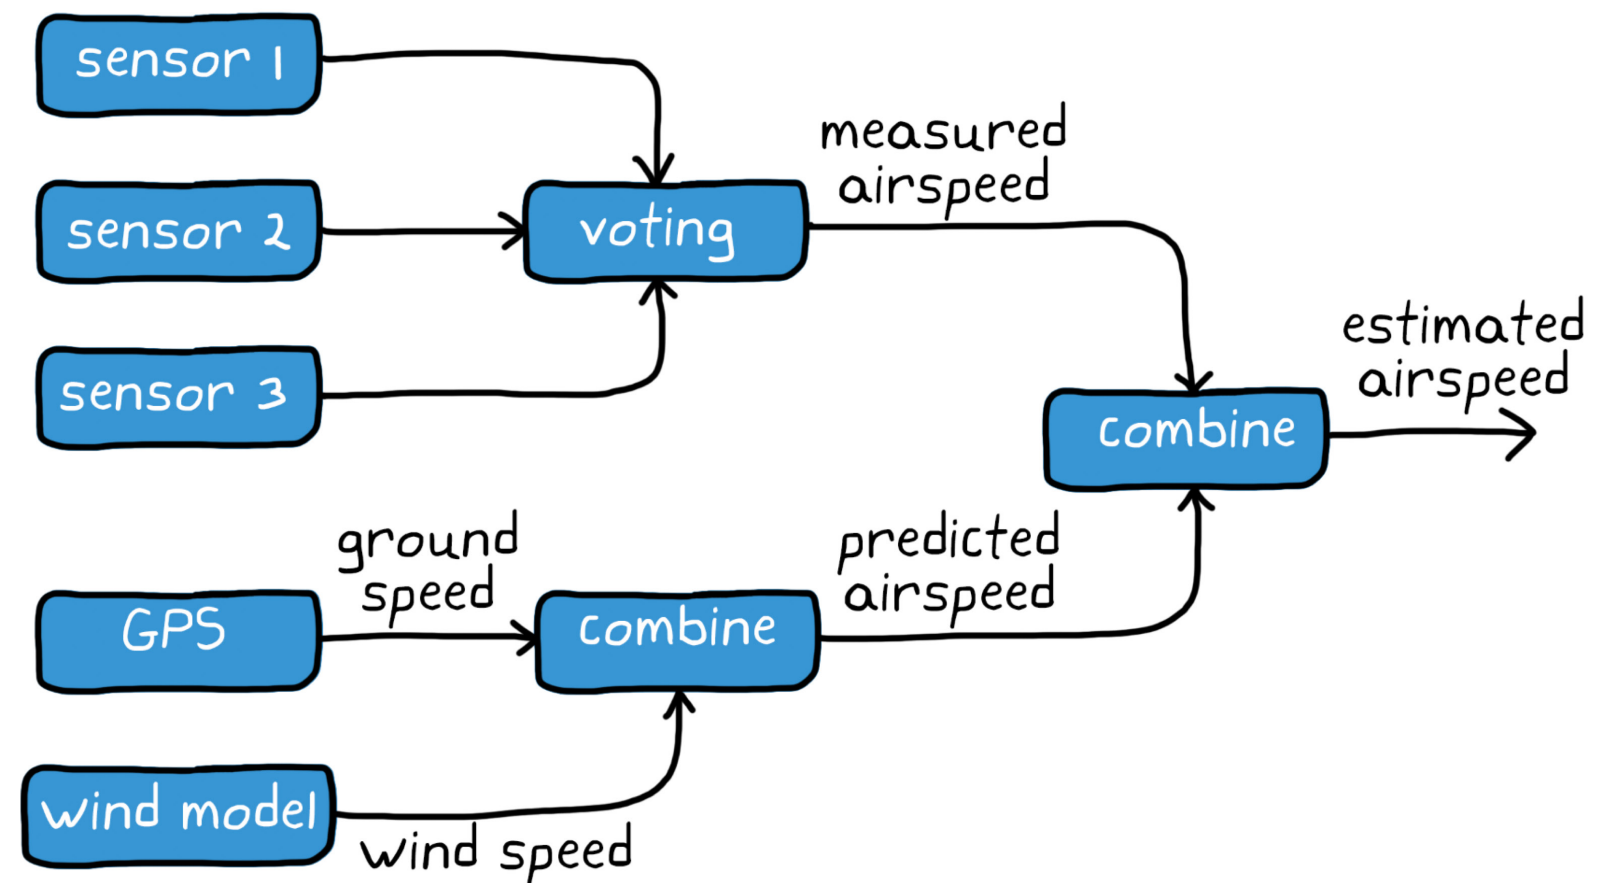 sensor 1
measured
airspeed
sensor 2
voting
sensor 3
estimated
airspeed
combine
ground
speed
predicted
airspeed
GPS
combine
wind model
wind speed